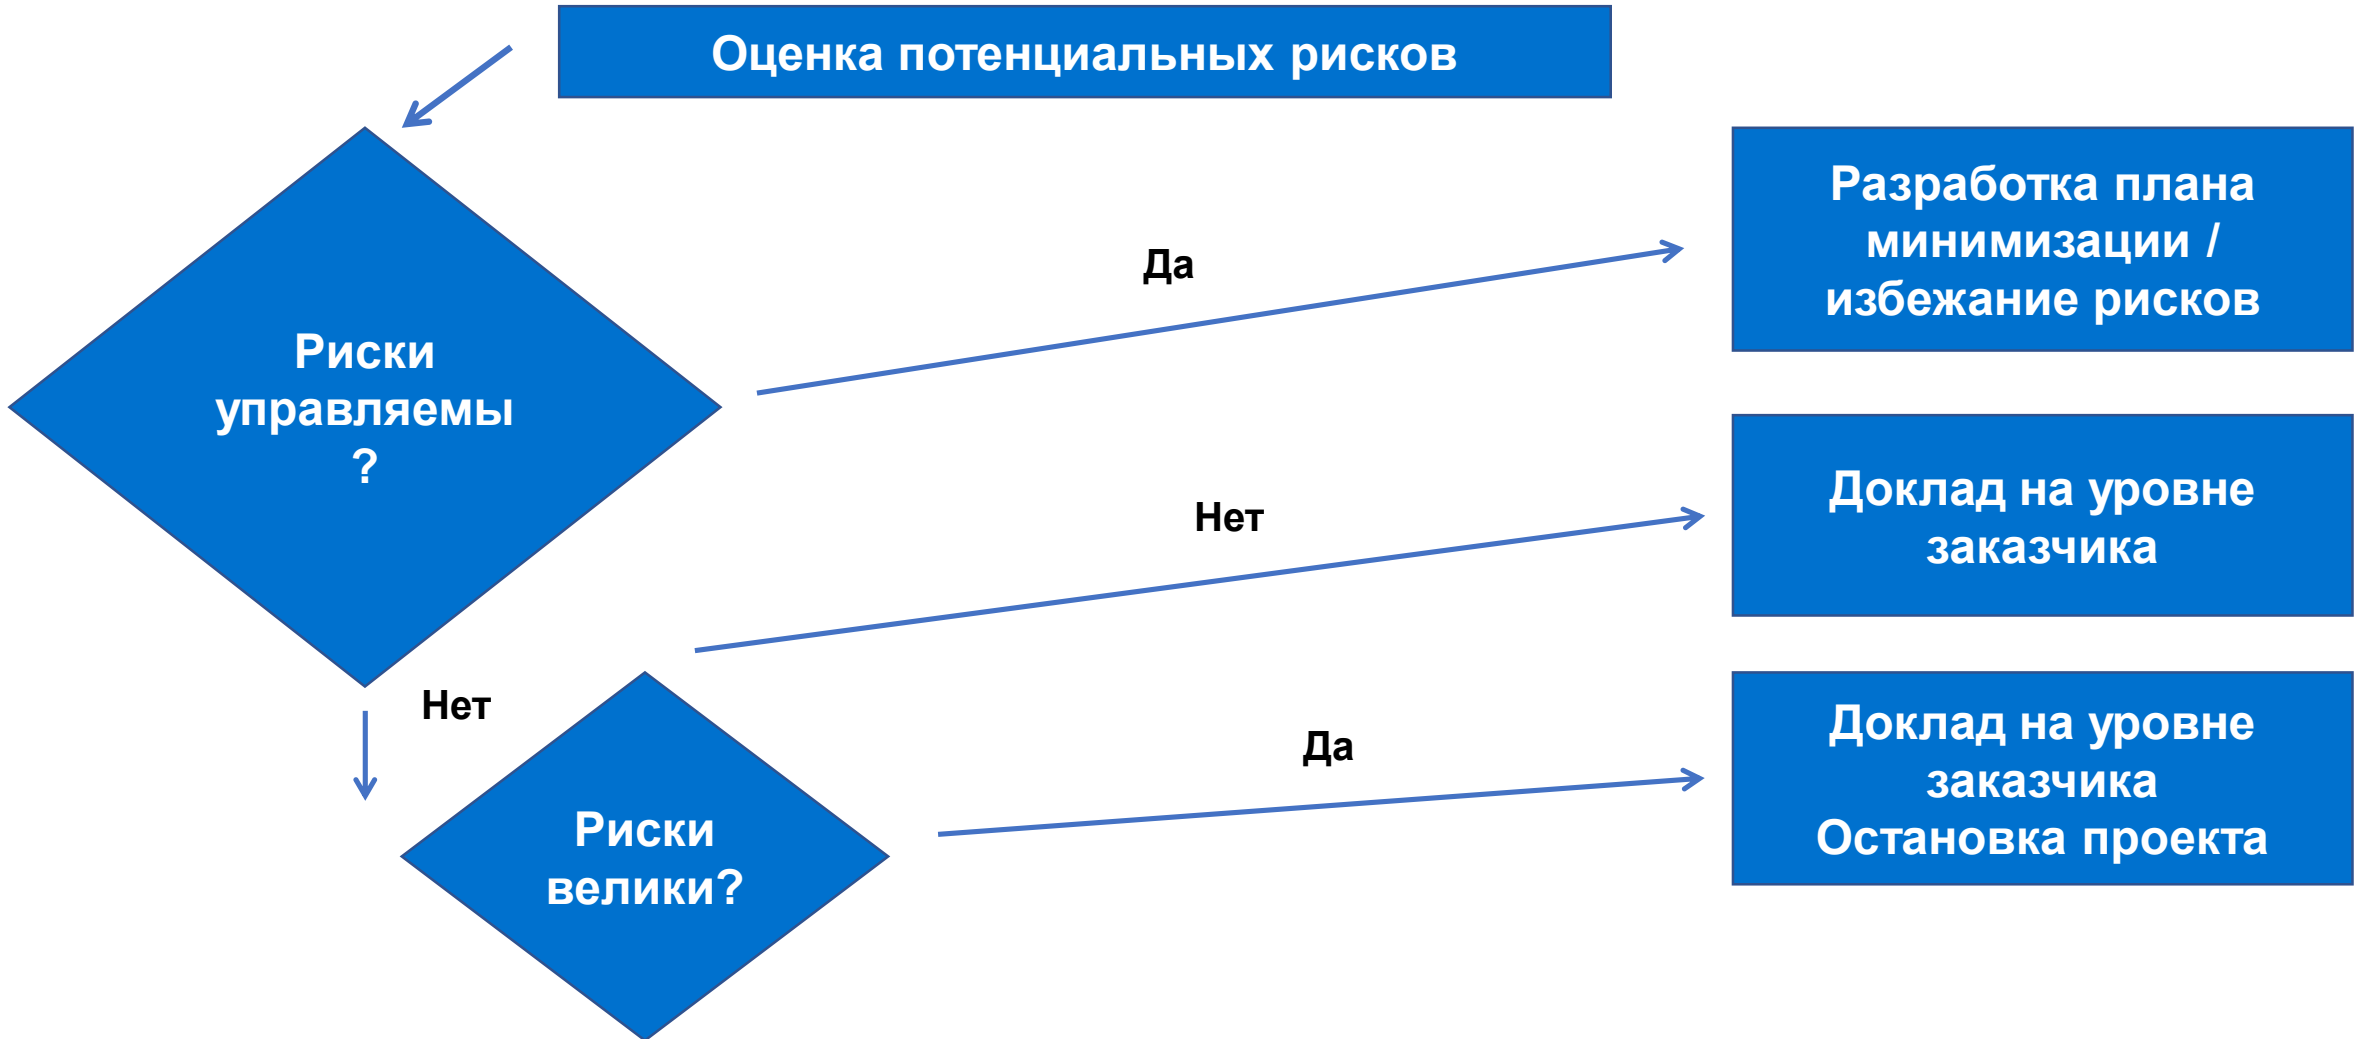 Оценка потенциальных рисков
Риски
управляемы
?
Да
Разработка плана
минимизации /
избежание рисков
Нет
Доклад на уровне
заказчика
Нет
Риски
велики?
Да
Доклад на уровне
заказчика
Остановка проекта